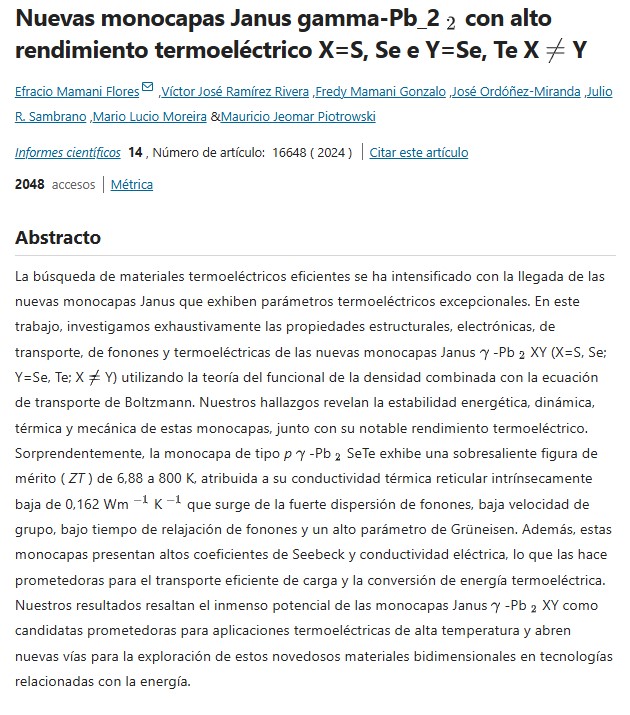 Nuevas monocapas Janus gamma-Pb_2 ₂ con alto
rendimiento termoeléctrico X=S, Se e Y=Se, Te X ≠ Y
Efracio Mamani Flores ,Víctor José Ramírez Rivera ,Fredy Mamani Gonzalo ,José Ordóñez-Miranda ,Julio
R. Sambrano ,Mario Lucio Moreira &Mauricio Jeomar Piotrowski
Informes científicos 14 , Número de artículo: 16648 ( 2024 ) | Citar este artículo
2048 accesos | Métrica
Abstracto
La búsqueda de materiales termoeléctricos eficientes se ha intensificado con la llegada de las
nuevas monocapas Janus que exhiben parámetros termoeléctricos excepcionales. En este
trabajo, investigamos exhaustivamente las propiedades estructurales, electrónicas, de
transporte, de fonones y termoeléctricas de las nuevas monocapas Janus γ -Pb ₂ XY (X=S, Se;
Y=Se, Te; X ≠ Y) utilizando la teoría del funcional de la densidad combinada con la ecuación
de transporte de Boltzmann. Nuestros hallazgos revelan la estabilidad energética, dinámica,
térmica y mecánica de estas monocapas, junto con su notable rendimiento termoeléctrico.
Sorprendentemente, la monocapa de tipo p γ -Pb ₂ SeTe exhibe una sobresaliente figura de
mérito ( ZT ) de 6,88 a 800 K, atribuida a su conductividad térmica reticular intrínsecamente
baja de 0,162 Wm ⁻¹ K ⁻¹ que surge de la fuerte dispersión de fonones, baja velocidad de
grupo, bajo tiempo de relajación de fonones y un alto parámetro de Grüneisen. Además, estas
monocapas presentan altos coeficientes de Seebeck y conductividad eléctrica, lo que las hace
prometedoras para el transporte eficiente de carga y la conversión de energía termoeléctrica.
Nuestros resultados resaltan el inmenso potencial de las monocapas Janus γ -Pb ₂ XY como
candidatas prometedoras para aplicaciones termoeléctricas de alta temperatura y abren
nuevas vías para la exploración de estos novedosos materiales bidimensionales en tecnologías
relacionadas con la energía.